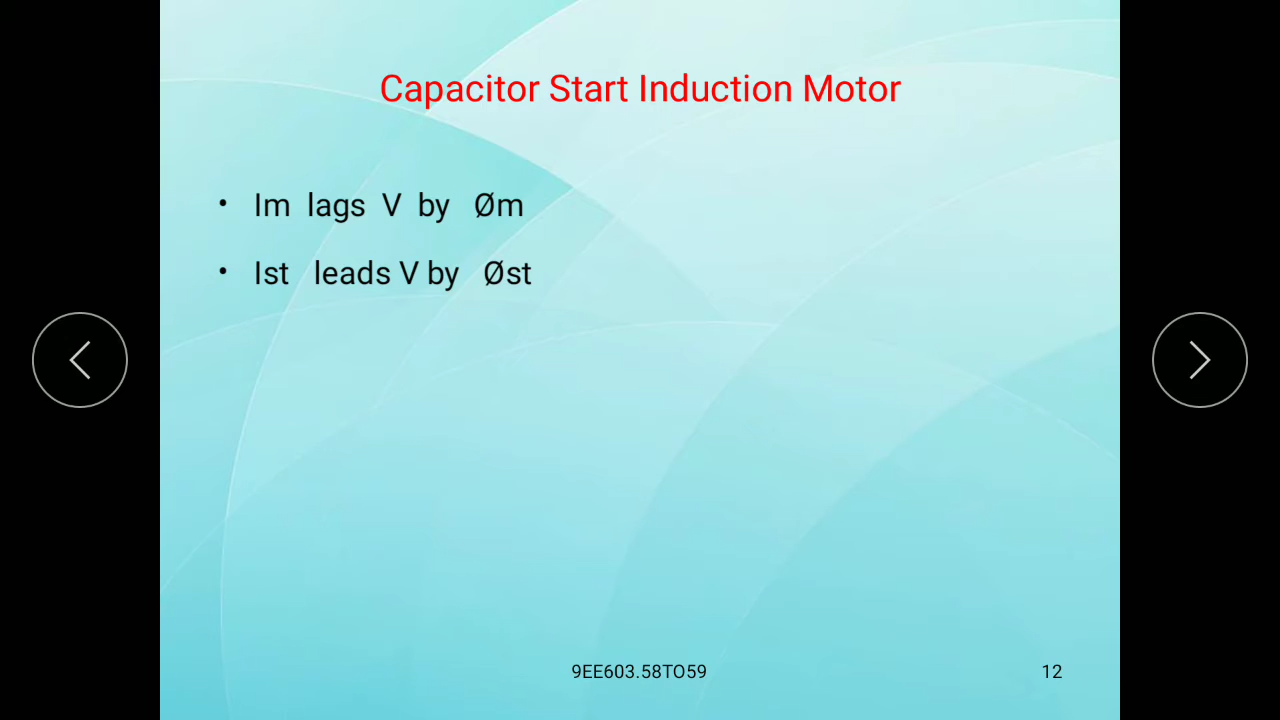 Capacitor Start Induction Motor
• Im lags V by Øm
• Ist leads V by Øst
9EE603.58TO59
12